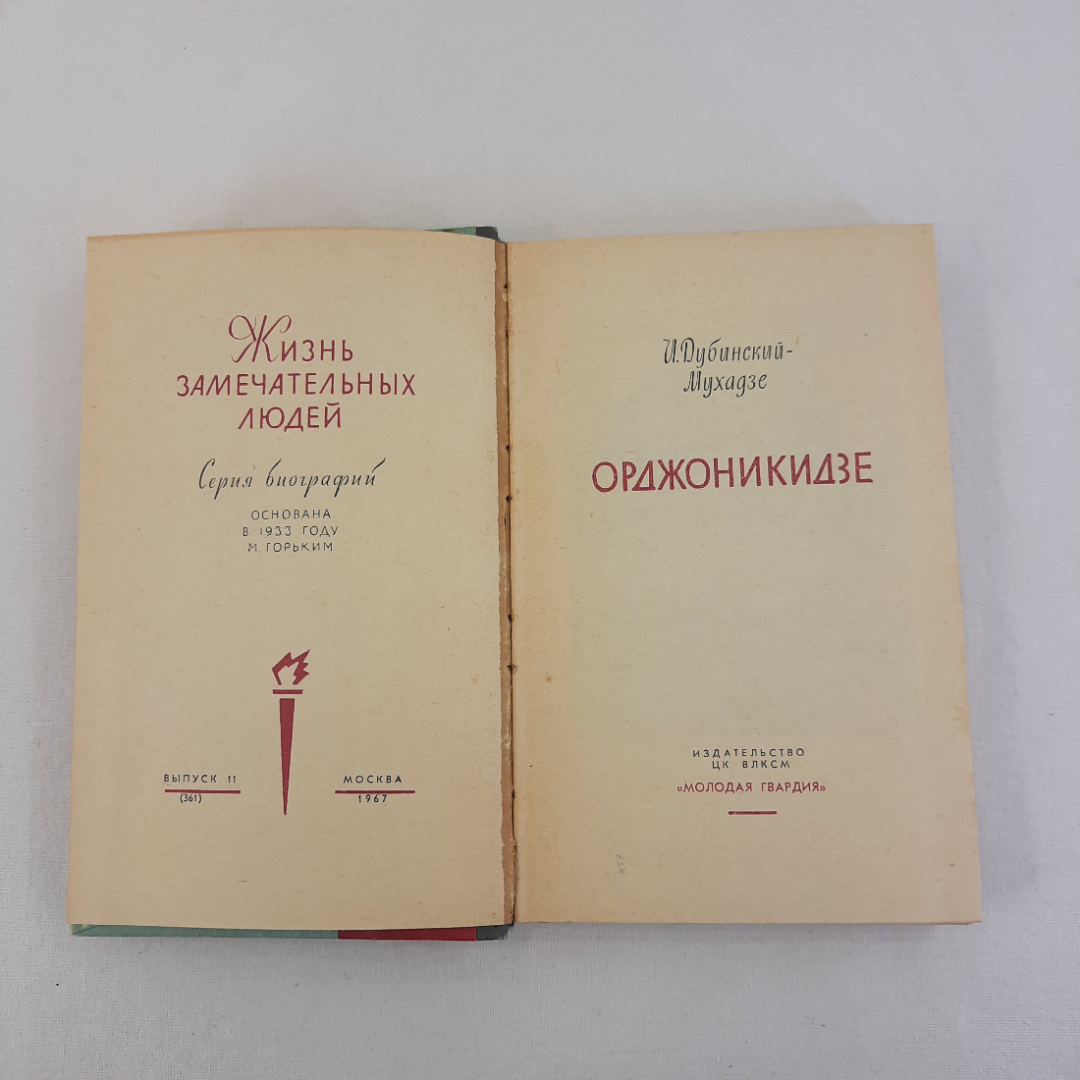 Жизнь
ЗАМЕЧАТЕЛЬНЫХ
ЛЮДЕЙ
Серия биографий
ОСНОВАНА
В 1933 ГОДУ
М. ГОРЬКИМ
ВЫПУСК 11
(361)
МОСКВА
1967
И. Дубинский-
Мухадзе
ОРДЖОНИКИДЗЕ
ИЗДАТЕЛЬСТВО
ЦК ВЛКСМ
«МОЛОДАЯ ГВАРДИЯ»